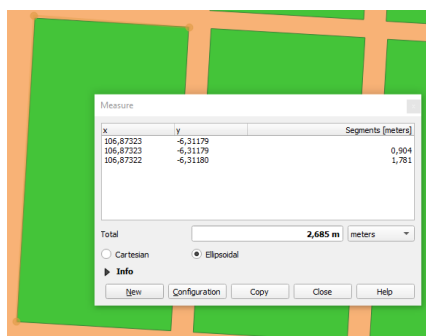 Measure
x y Segments [meters]
106,87323 -6,31179
106,87323 -6,31179 0,904
106,87322 -6,31180 1,781
Total 2,685 m meters
Cartesian Ellipsoidal
Info
New Configuration Copy Close Help